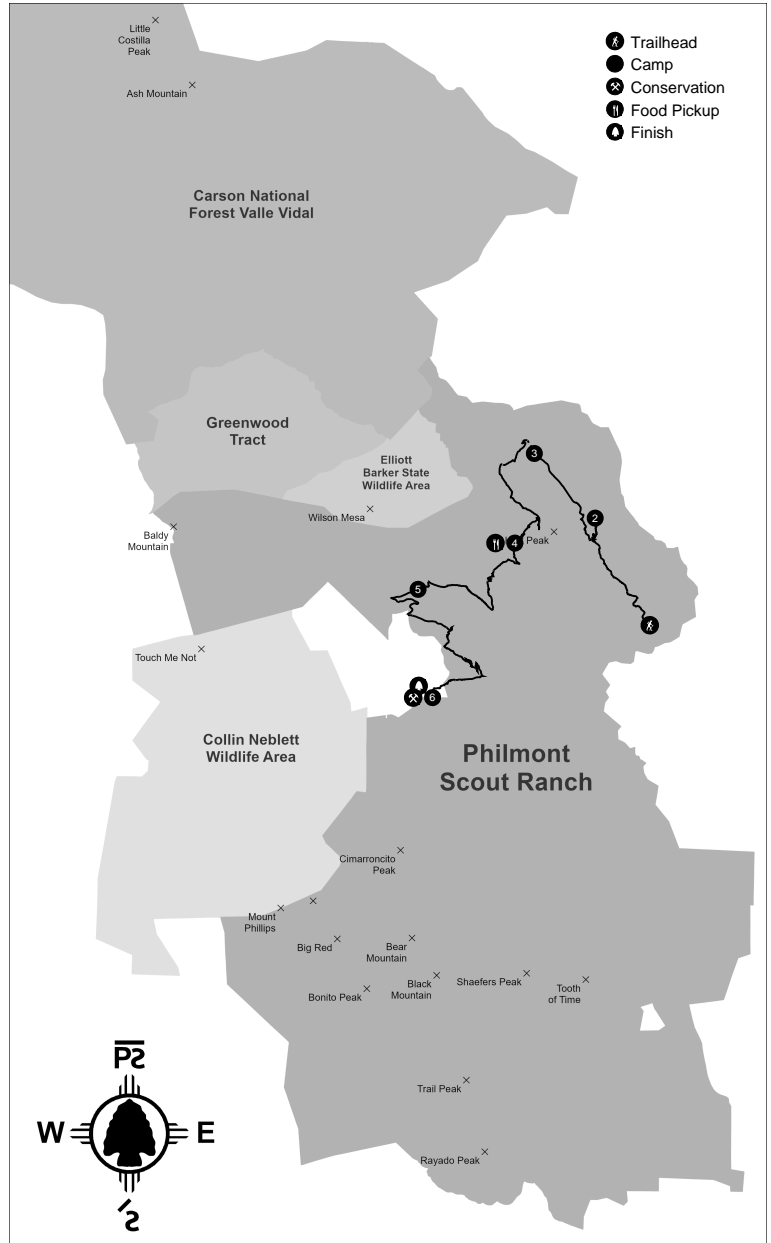 Little
Costilla
Peak
Ash Mountain
Trailhead
Camp
Conservation
Food Pickup
Finish
Carson National
Forest Valle Vidal
Greenwood
Tract
Elliott
Barker State
Wildlife Area
Wilson Mesa
Baldy
Mountain
3
2
4
Peak
5
Touch Me Not
6
Collin Neblett
Wildlife Area
Philmont
Scout Ranch
Cimarroncito
Peak
Mount
Phillips
Big Red
Bear
Mountain
Bonito Peak
Black
Mountain
Shaefers Peak
Tooth
of Time
Trail Peak
Rayado Peak
W
E